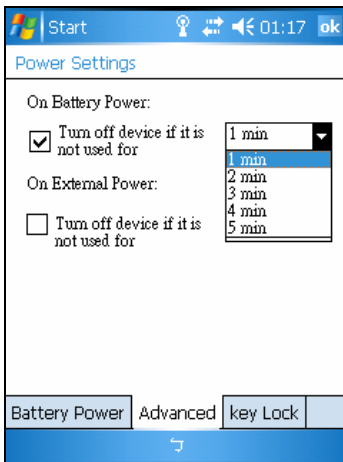 Start 01:17 ok
Power Settings
On Battery Power:
Turn off device if it is
not used for
1 min
1 min
2 min
3 min
4 min
5 min
On External Power:
Turn off device if it is
not used for
Battery Power Advanced key Lock